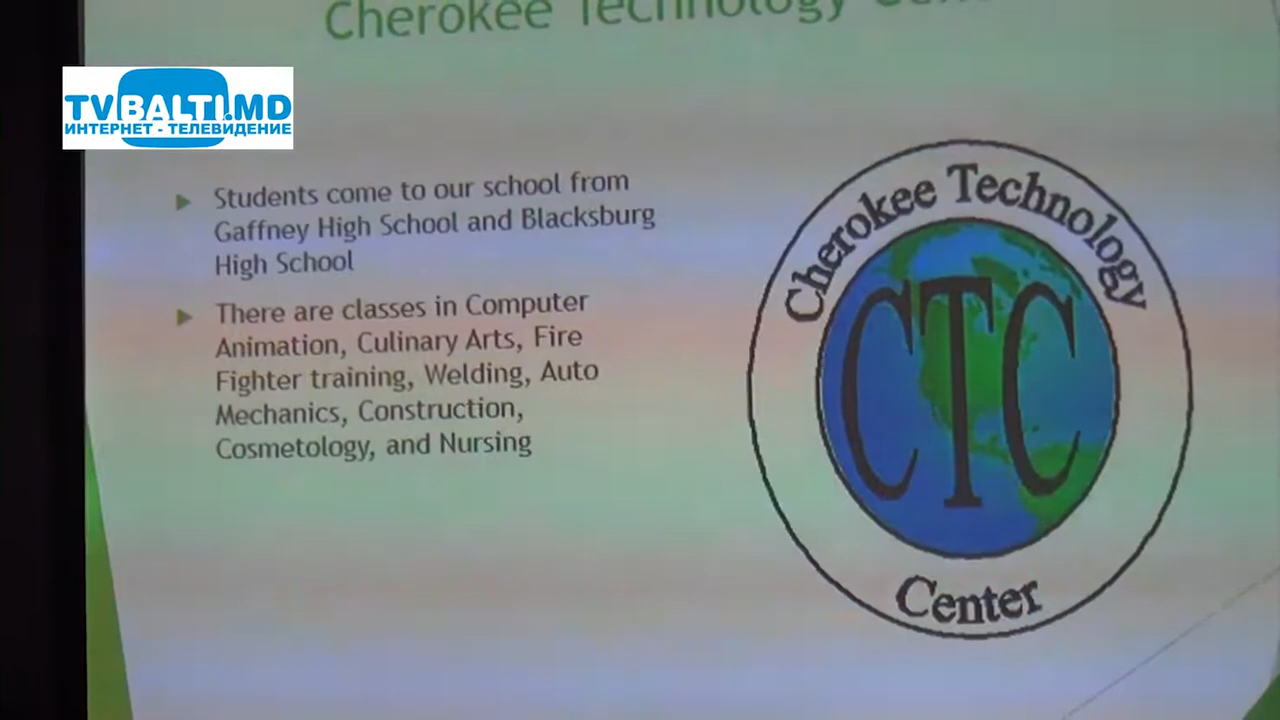 Cherokee Technology
TVBALTI.MD
ИНТЕРНЕТ - ТЕЛЕВИДЕНИЕ
Students come to our school from
Gaffney High School and Blacksburg
High School
There are classes in Computer
Animation, Culinary Arts, Fire
Fighter training, Welding, Auto
Mechanics, Construction,
Cosmetology, and Nursing
Cherokee Technology
CTC
Center